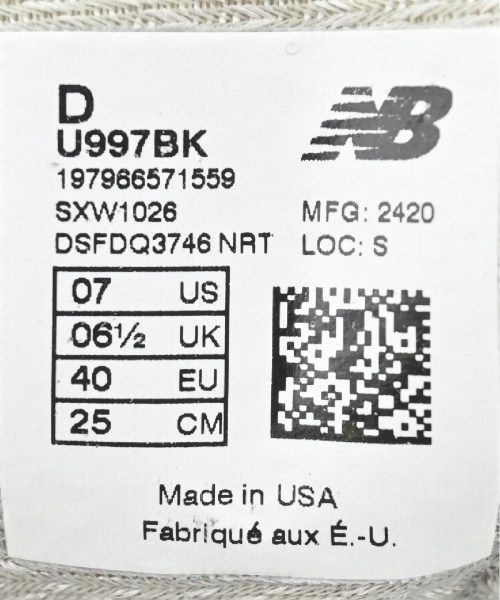 D
NB
U997BK
197966571559
SXW1026
MFG: 2420
DSFDQ3746 NRT
LOC: S
07 US
06½ UK
40 EU
25 CM
Made in USA
Fabriqué aux É.-U.